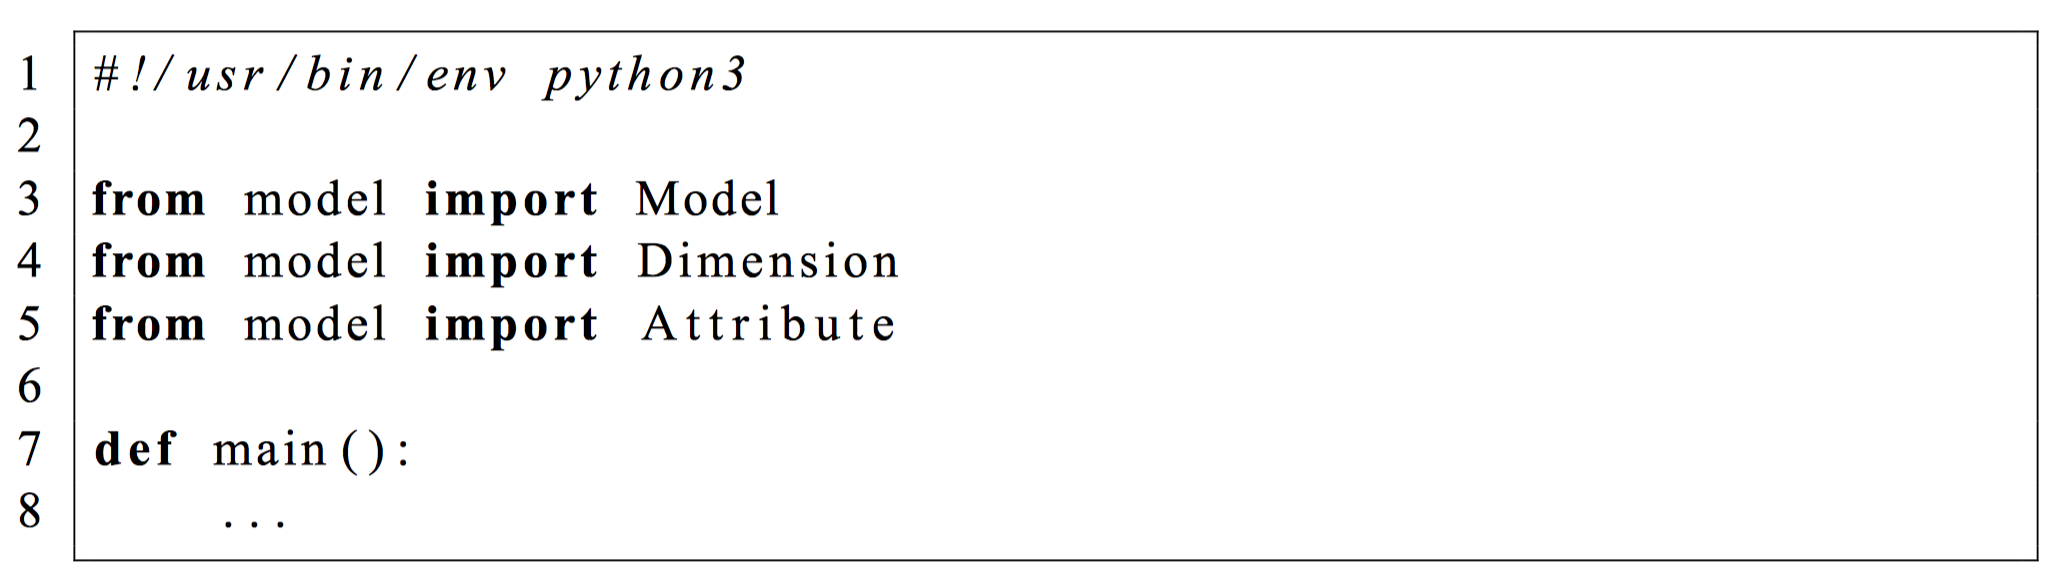 1 #!/usr/bin/env python3
2
3 from model import Model
4 from model import Dimension
5 from model import Attribute
6
7 def main():
8 ...